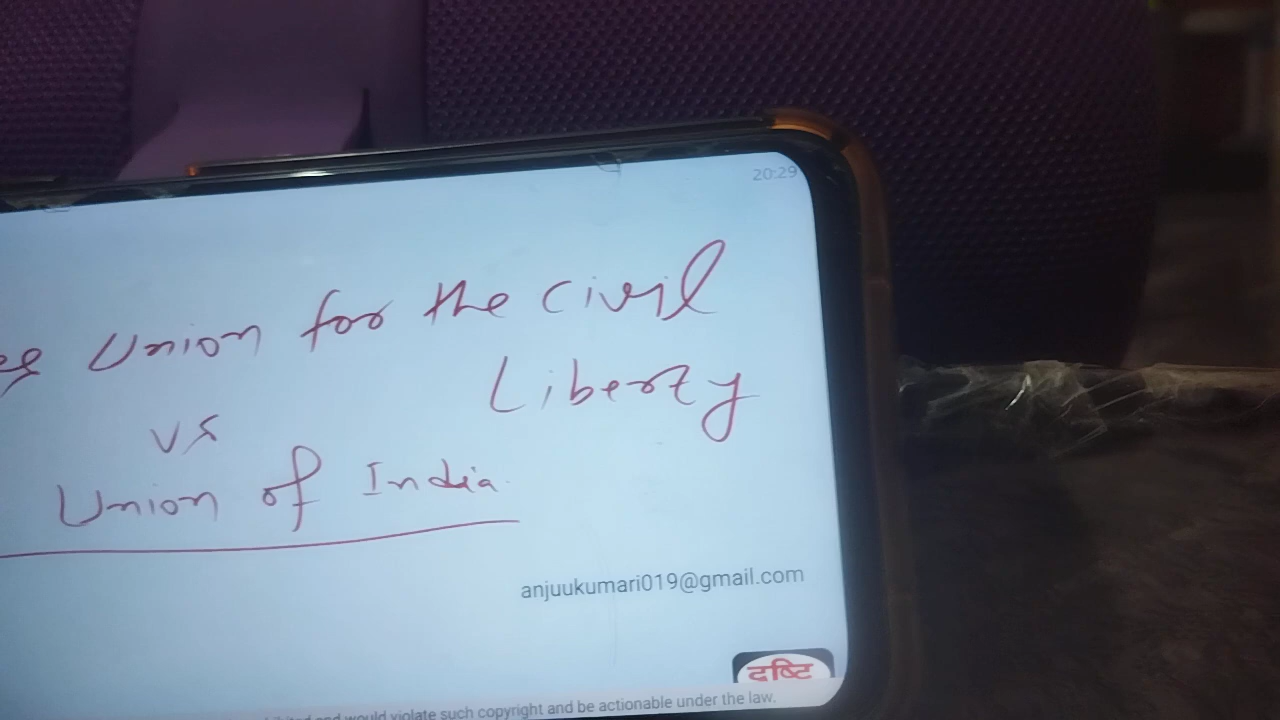 20:29
Union for the Civil
Liberty
vs
Union of India.
anjuukumari019@gmail.com
दृष्टि
and would violate such copyright and be actionable under the law.